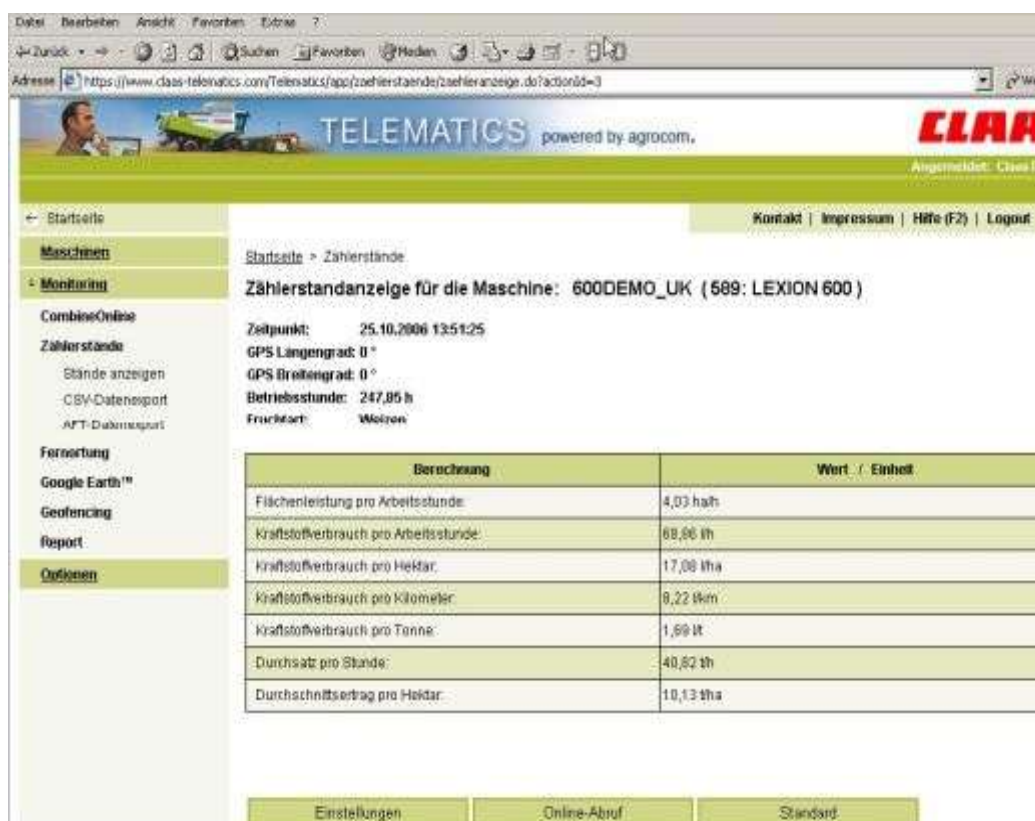 Datei Bearbeiten Ansicht Favoriten Extras ?
Zurück Suchen Favoriten Medien
Adresse https://www.claas-telematics.com/Telematics/app/zaehlerstaende/zaehleranzeige.do?actionId=3
TELEMATICS powered by agrocom.
CLAA
Angemeldet: Claas
← Startseite
Kontakt | Impressum | Hilfe (F2) | Logout
Maschinen
Monitoring
CombineOnline
Zählerstände
Stände anzeigen
CSV-Datenexport
AFT-Datenexport
Fernortung
Google Earth™
Geofencing
Report
Optionen
Startseite > Zählerstände
Zählerstandanzeige für die Maschine: 600DEMO_UK ( 589: LEXION 600 )
Zeitpunkt: 25.10.2006 13:51:25
GPS Längengrad: 0 °
GPS Breitengrad: 0 °
Betriebsstunde: 247,85 h
Fruchtart: Weizen
Berechnung Wert / Einheit
Flächenleistung pro Arbeitsstunde: 4,03 ha/h
Kraftstoffverbrauch pro Arbeitsstunde: 68,86 l/h
Kraftstoffverbrauch pro Hektar: 17,08 l/ha
Kraftstoffverbrauch pro Kilometer: 8,22 l/km
Kraftstoffverbrauch pro Tonne: 1,69 l/t
Durchsatz pro Stunde: 40,82 t/h
Durchschnittsertrag pro Hektar: 10,13 t/ha
Einstellungen Online-Abruf Standard